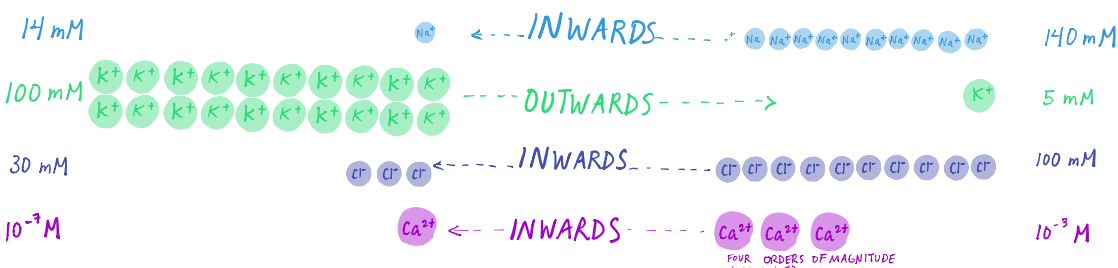 14 mM Na⁺ INWARDS + Na Na⁺ Na⁺ Na⁺ Na⁺ Na⁺ Na⁺ Na⁺ Na⁺ Na⁺ 140 mM
K⁺ K⁺ K⁺ K⁺ K⁺ K⁺ K⁺ K⁺ K⁺ K⁺
100 mM OUTWARDS K⁺ 5 mM
K⁺ K⁺ K⁺ K⁺ K⁺ K⁺ K⁺ K⁺ K⁺ K⁺
30 mM Cl⁻ Cl⁻ Cl⁻ INWARDS Cl⁻ Cl⁻ Cl⁻ Cl⁻ Cl⁻ Cl⁻ Cl⁻ Cl⁻ Cl⁻ Cl⁻ 100 mM
10⁻⁷ M Ca²⁺ INWARDS Ca²⁺ Ca²⁺ Ca²⁺ 10⁻³ M
FOUR ORDERS OF MAGNITUDE